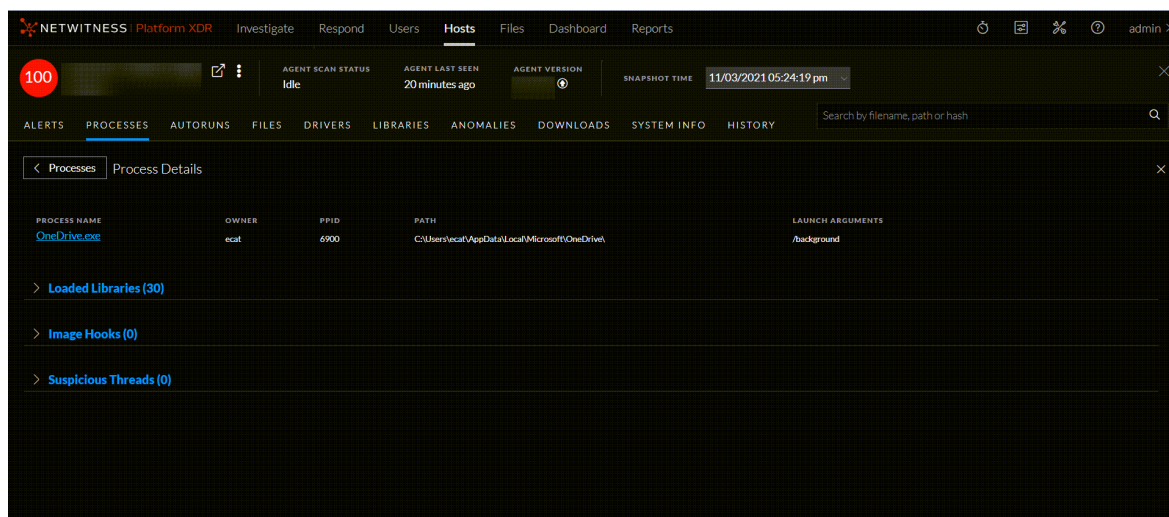 NETWITNESS Platform XDR Investigate Respond Users Hosts Files Dashboard Reports admin
100 AGENT SCAN STATUS AGENT LAST SEEN AGENT VERSION SNAPSHOT TIME 11/03/2021 05:24:19 pm
Idle 20 minutes ago
ALERTS PROCESSES AUTORUNS FILES DRIVERS LIBRARIES ANOMALIES DOWNLOADS SYSTEM INFO HISTORY Search by filename, path or hash
Processes Process Details
PROCESS NAME OWNER PPID PATH LAUNCH ARGUMENTS
OneDrive.exe ecat 6900 C:\Users\ecat\AppData\Local\Microsoft\OneDrive\ /background
Loaded Libraries (30)
Image Hooks (0)
Suspicious Threads (0)